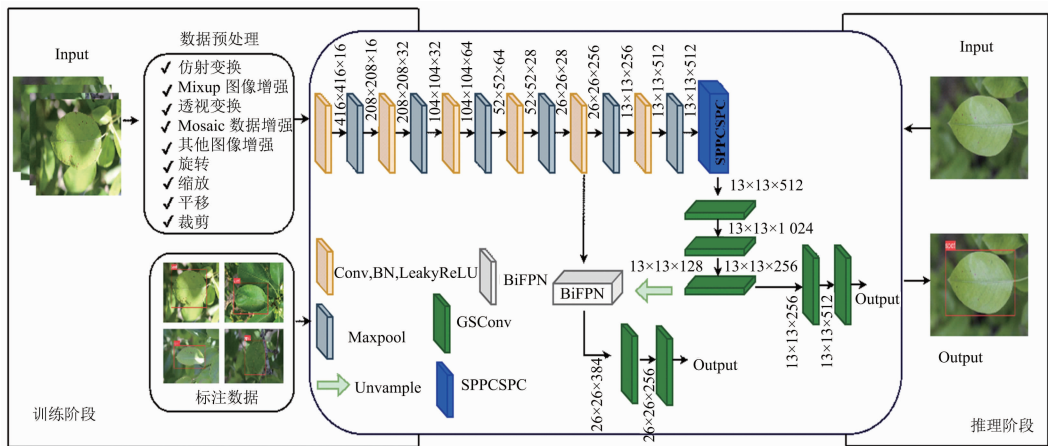 Input
数据预处理
✓ 仿射变换
✓ Mixup 图像增强
✓ 透视变换
✓ Mosaic 数据增强
✓ 其他图像增强
✓ 旋转
✓ 缩放
✓ 平移
✓ 裁剪
标注数据
训练阶段
416×416×16
208×208×16
208×208×32
104×104×32
104×104×64
52×52×64
52×52×28
26×26×28
26×26×256
13×13×256
13×13×512
13×13×512
SPPCSPC
13×13×512
13×13×1 024
13×13×128
13×13×256
Conv,BN,LeakyReLU
BiFPN
BiFPN
Maxpool
GSConv
Unvample
SPPCSPC
13×13×256
13×13×512
Output
26×26×384
26×26×256
Output
Input
Output
推理阶段